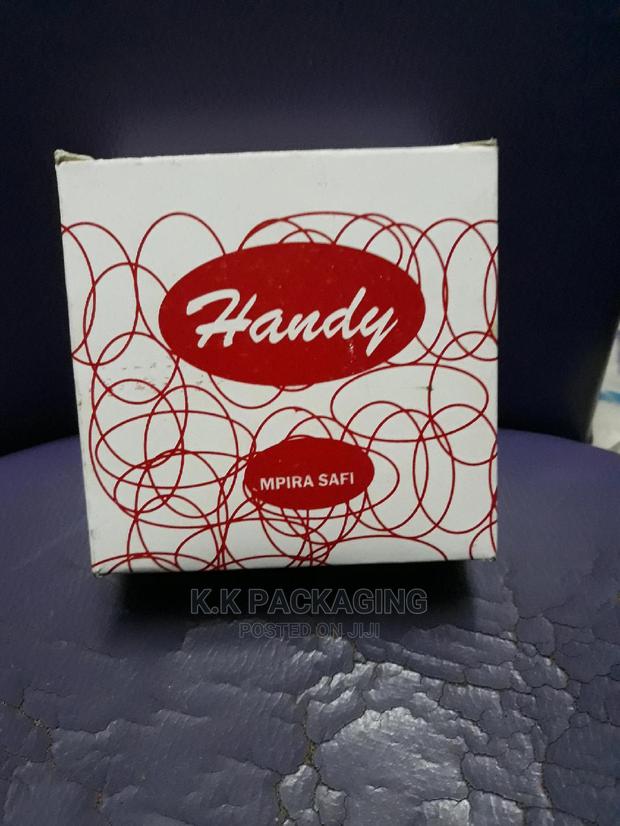 Handy
MPIRA SAFI
K.K PACKAGING
POSTED ON JIJI